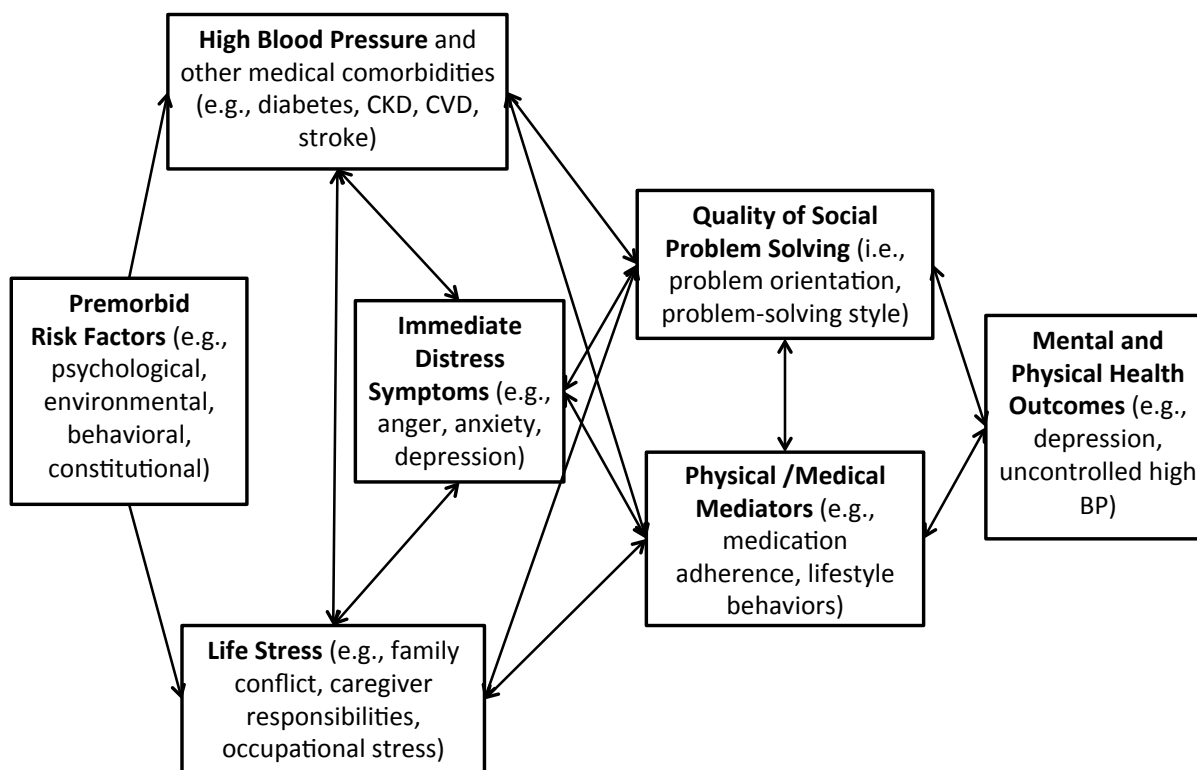 High Blood Pressure and
other medical comorbidities
(e.g., diabetes, CKD, CVD,
stroke)
Premorbid
Risk Factors (e.g.,
psychological,
environmental,
behavioral,
constitutional)
Immediate
Distress
Symptoms (e.g.,
anger, anxiety,
depression)
Life Stress (e.g., family
conflict, caregiver
responsibilities,
occupational stress)
Quality of Social
Problem Solving (i.e.,
problem orientation,
problem-solving style)
Physical /Medical
Mediators (e.g.,
medication
adherence, lifestyle
behaviors)
Mental and
Physical Health
Outcomes (e.g.,
depression,
uncontrolled high
BP)